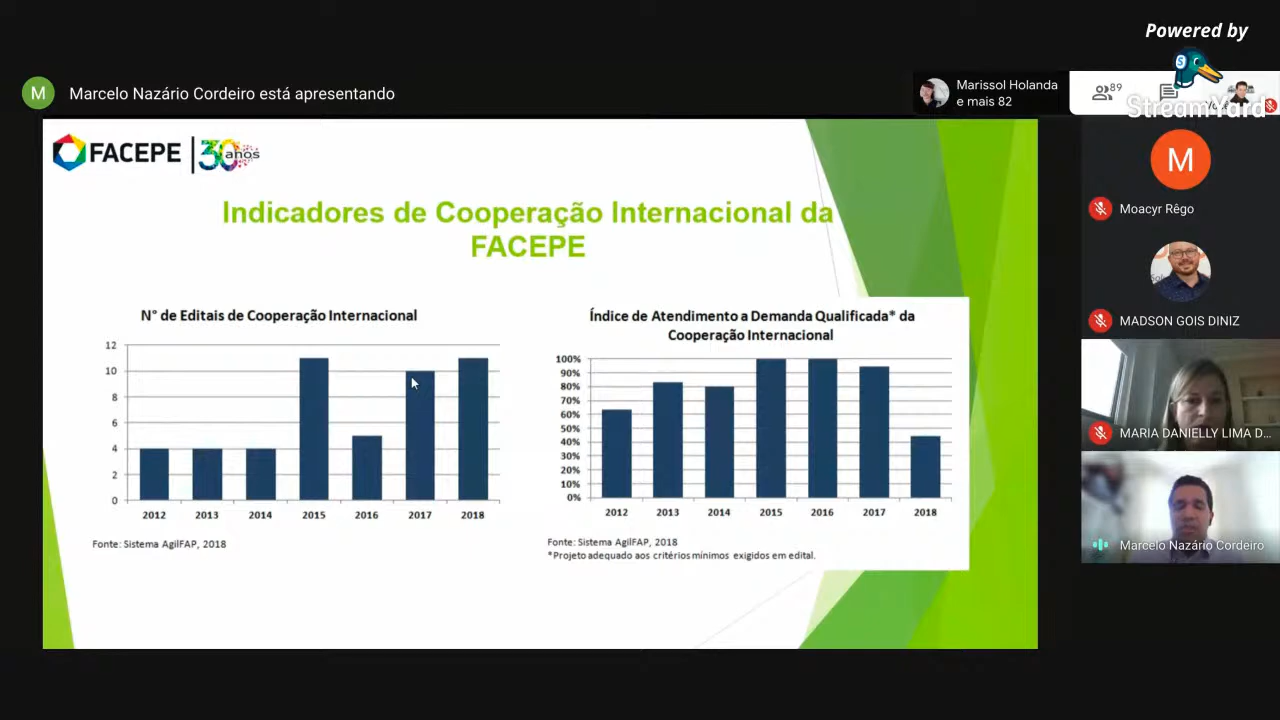 Powered by
StreamYard
M
Marcelo Nazário Cordeiro está apresentando
Marissol Holanda
e mais 82
89
FACEPE 30 anos
Indicadores de Cooperação Internacional da
FACEPE
N° de Editais de Cooperação Internacional
12
10
8
6
4
2
0
2012 2013 2014 2015 2016 2017 2018
Fonte: Sistema AgilFAP, 2018
Índice de Atendimento a Demanda Qualificada* da
Cooperação Internacional
100%
90%
80%
70%
60%
50%
40%
30%
20%
10%
0%
2012 2013 2014 2015 2016 2017 2018
Fonte: Sistema AgilFAP, 2018
*Projeto adequado aos critérios mínimos exigidos em edital.
M
Moacyr Rêgo
MADSON GOIS DINIZ
MARIA DANIELLY LIMA D...
Marcelo Nazário Cordeiro